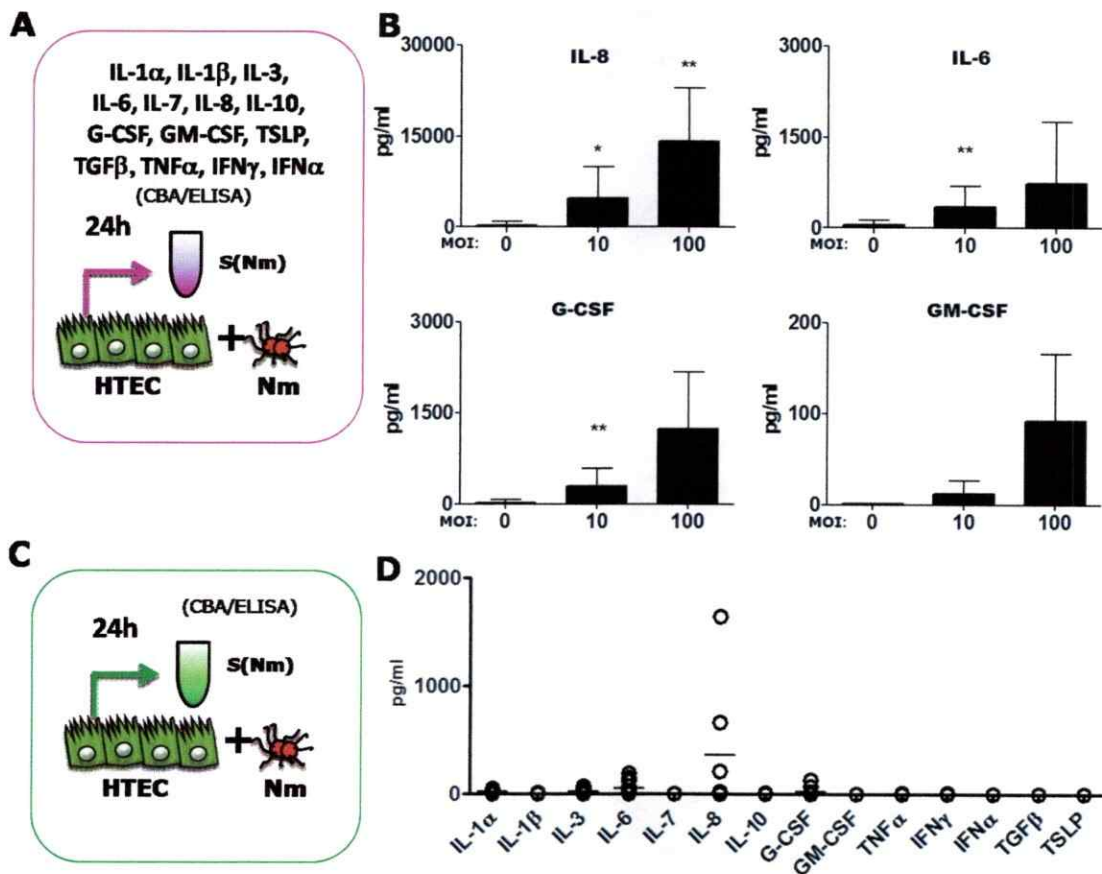 A
IL-1α, IL-1β, IL-3,
IL-6, IL-7, IL-8, IL-10,
G-CSF, GM-CSF, TSLP,
TGFβ, TNFα, IFNγ, IFNα
(CBA/ELISA)
24h
S(Nm)
+
HTEC
Nm
B
IL-8
30000
15000
0
pg/ml
*
**
MOI: 0 10 100
IL-6
3000
1500
0
pg/ml
**
MOI: 0 10 100
G-CSF
3000
1500
0
pg/ml
**
MOI: 0 10 100
GM-CSF
200
100
0
pg/ml
MOI: 0 10 100
C
(CBA/ELISA)
24h
S(Nm)
+
HTEC
Nm
D
2000
1000
0
pg/ml
IL-1α IL-1β IL-3 IL-6 IL-7 IL-8 IL-10 G-CSF GM-CSF TNFα IFNγ IFNα TGFβ TSLP